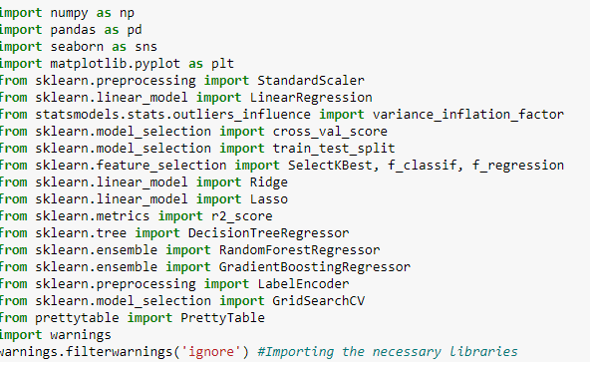 import numpy as np
import pandas as pd
import seaborn as sns
import matplotlib.pyplot as plt
from sklearn.preprocessing import StandardScaler
from sklearn.linear_model import LinearRegression
from statsmodels.stats.outliers_influence import variance_inflation_factor
from sklearn.model_selection import cross_val_score
from sklearn.model_selection import train_test_split
from sklearn.feature_selection import SelectKBest, f_classif, f_regression
from sklearn.linear_model import Ridge
from sklearn.linear_model import Lasso
from sklearn.metrics import r2_score
from sklearn.tree import DecisionTreeRegressor
from sklearn.ensemble import RandomForestRegressor
from sklearn.ensemble import GradientBoostingRegressor
from sklearn.preprocessing import LabelEncoder
from sklearn.model_selection import GridSearchCV
from prettytable import PrettyTable
import warnings
warnings.filterwarnings('ignore') #Importing the necessary libraries